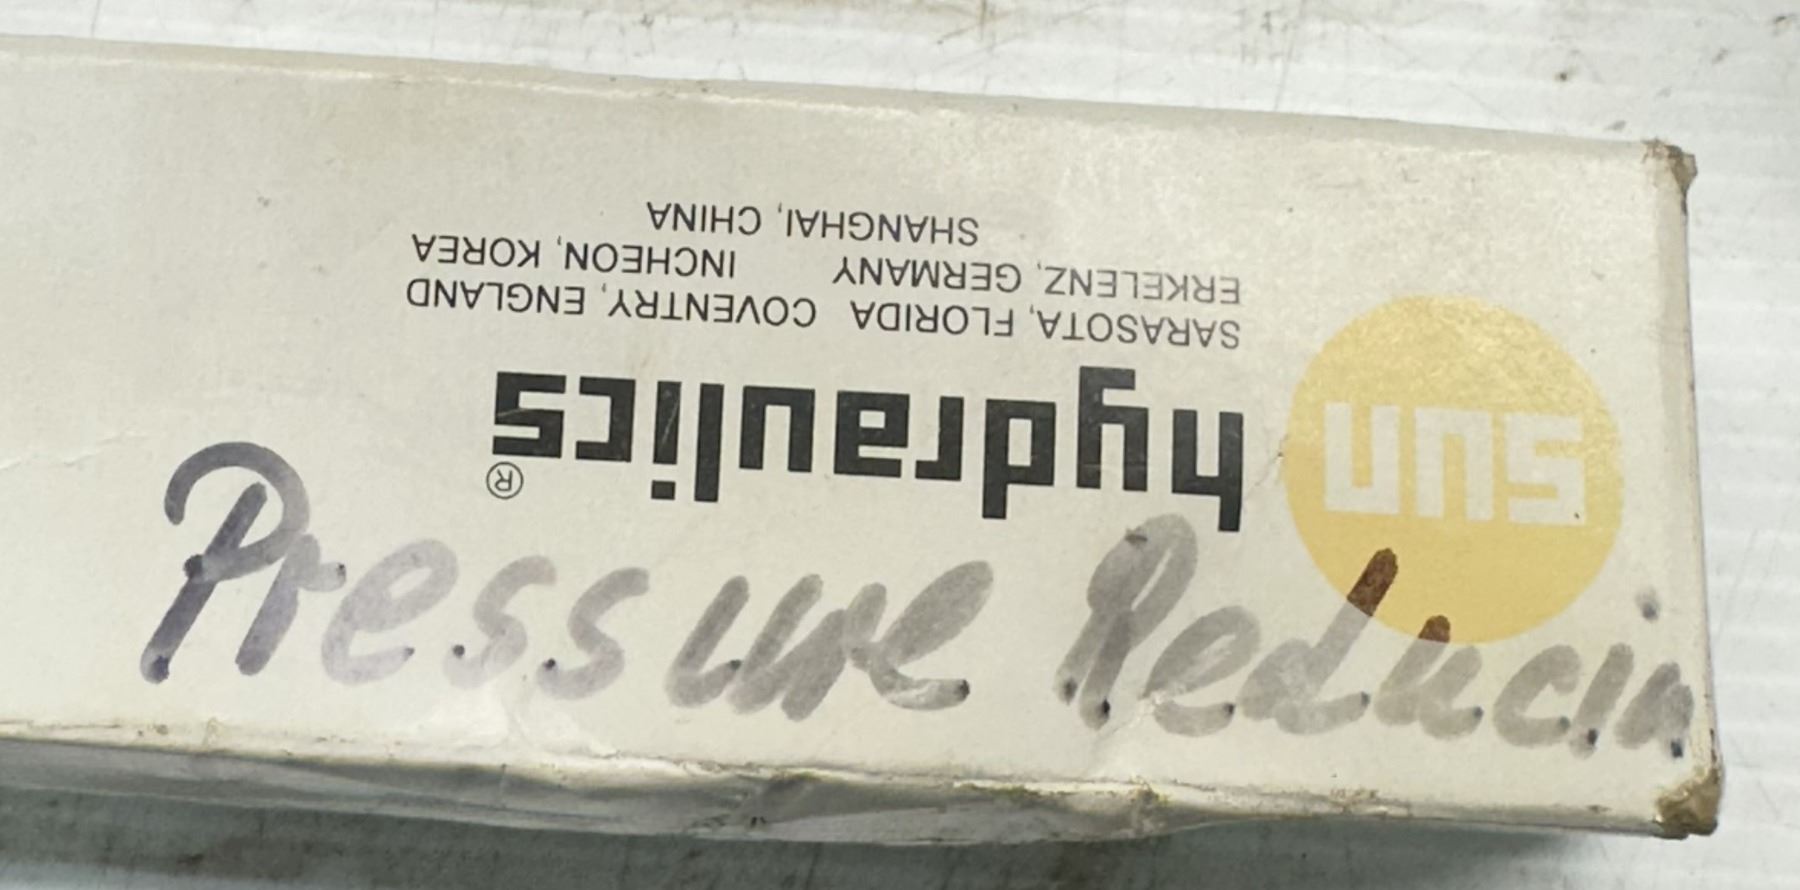 sun hydraulics®
SARASOTA, FLORIDA COVENTRY, ENGLAND
ERKELENZ, GERMANY INCHEON, KOREA
SHANGHAI, CHINA
Pressure Reducin